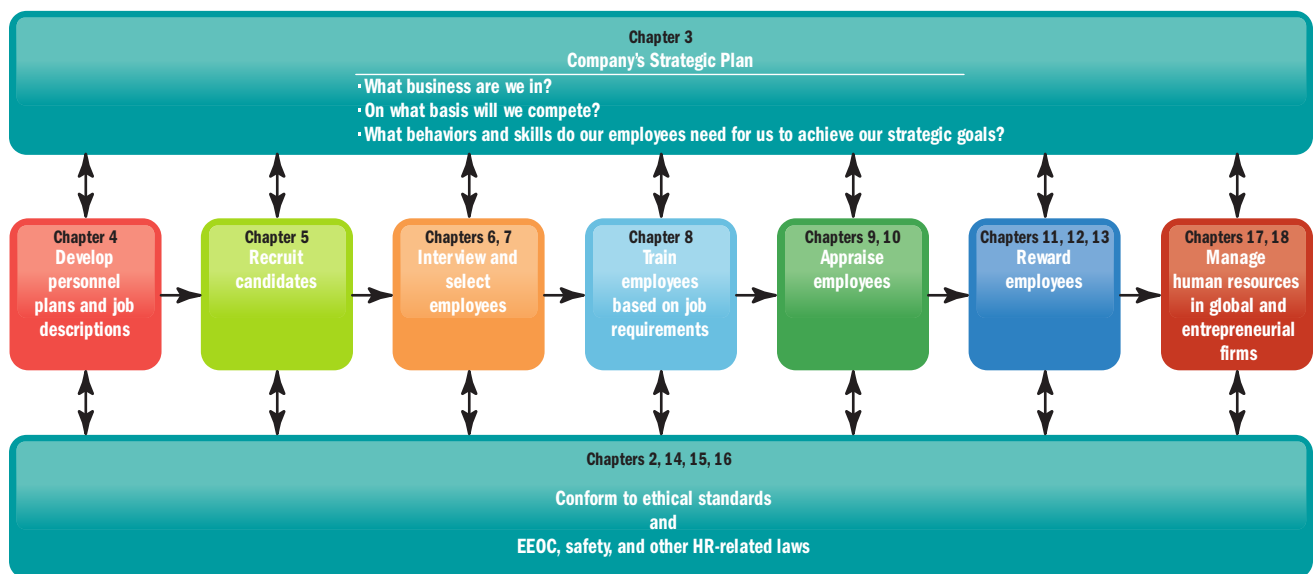 Chapter 3
Company's Strategic Plan
· What business are we in?
· On what basis will we compete?
· What behaviors and skills do our employees need for us to achieve our strategic goals?
Chapter 4
Develop
personnel
plans and job
descriptions
Chapter 5
Recruit
candidates
Chapters 6, 7
Interview and
select
employees
Chapter 8
Train
employees
based on job
requirements
Chapters 9, 10
Appraise
employees
Chapters 11, 12, 13
Reward
employees
Chapters 17, 18
Manage
human resources
in global and
entrepreneurial
firms
Chapters 2, 14, 15, 16
Conform to ethical standards
and
EEOC, safety, and other HR-related laws